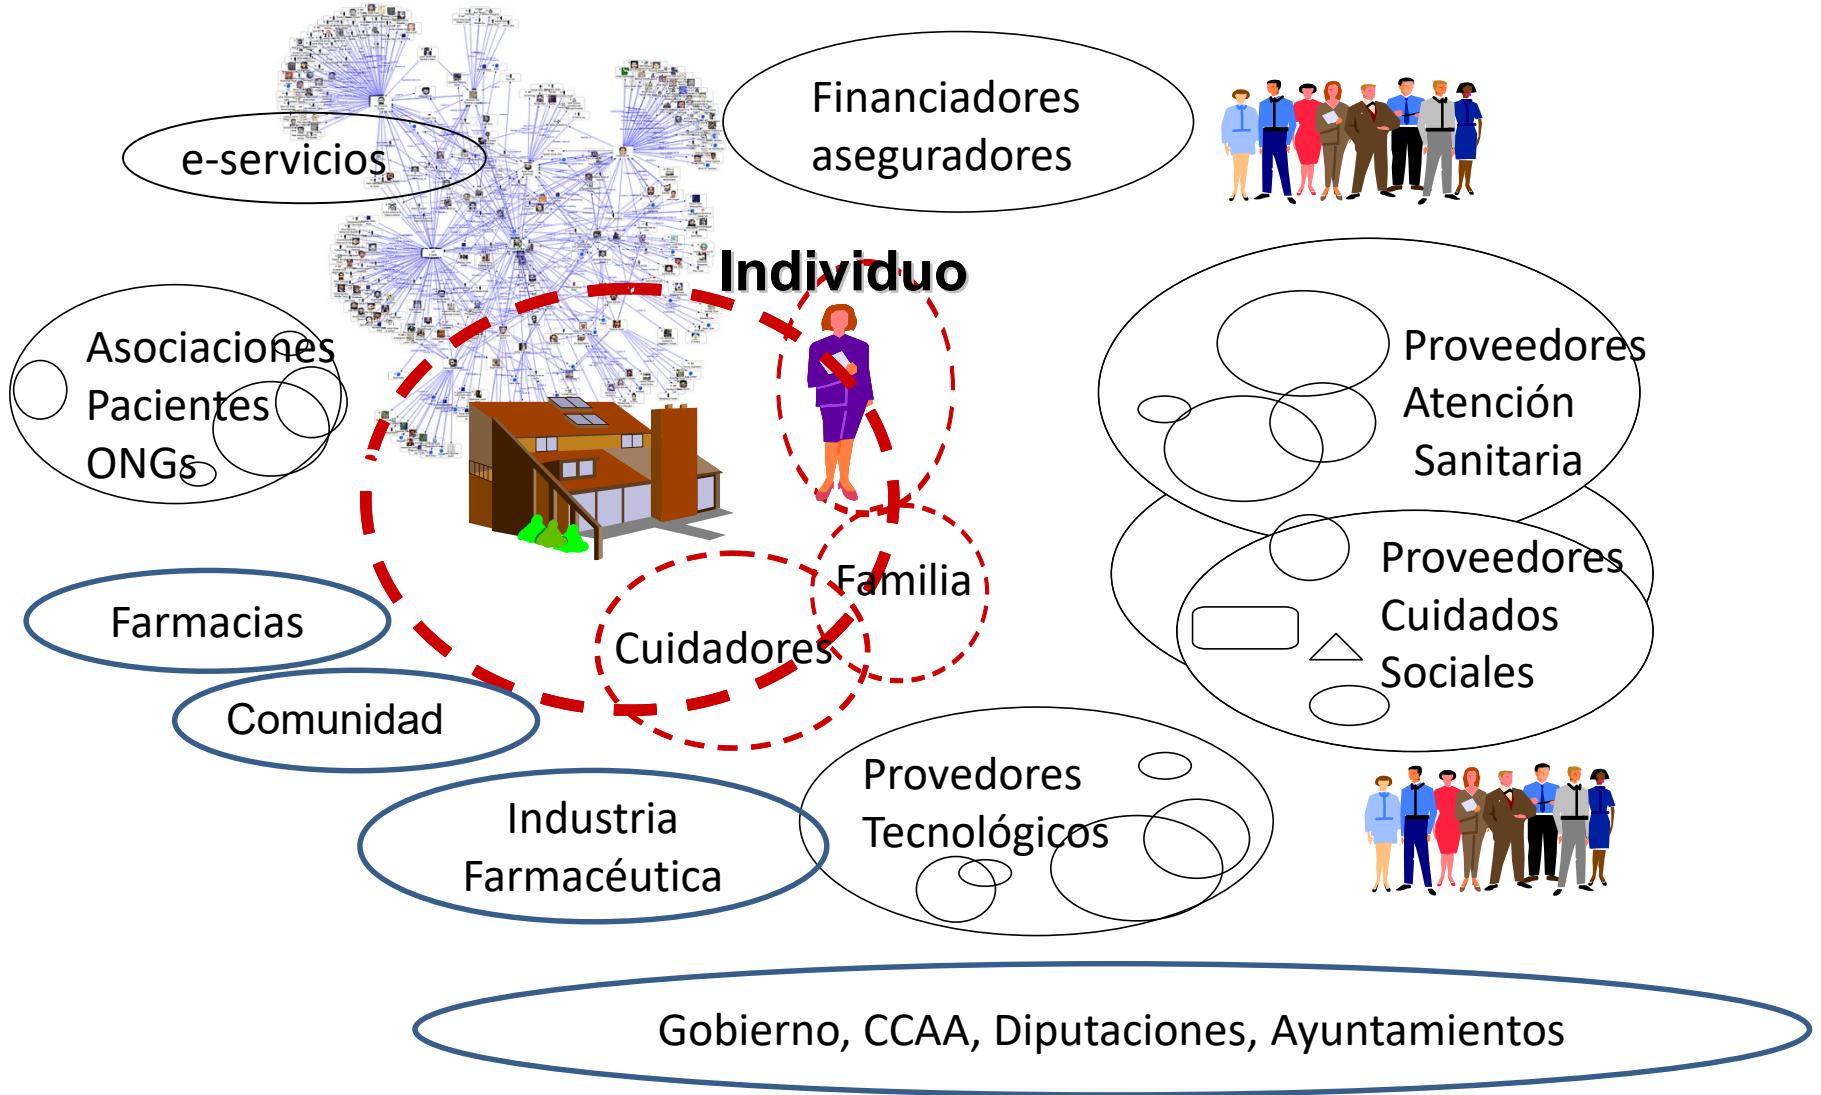 Financiadores
aseguradores
e-servicios
Individuo
Asociaciones
Pacientes
ONGs
Proveedores
Atención
Sanitaria
Familia
Cuidadores
Proveedores
Cuidados
Sociales
Farmacias
Comunidad
Industria
Farmacéutica
Provedores
Tecnológicos
Gobierno, CCAA, Diputaciones, Ayuntamientos